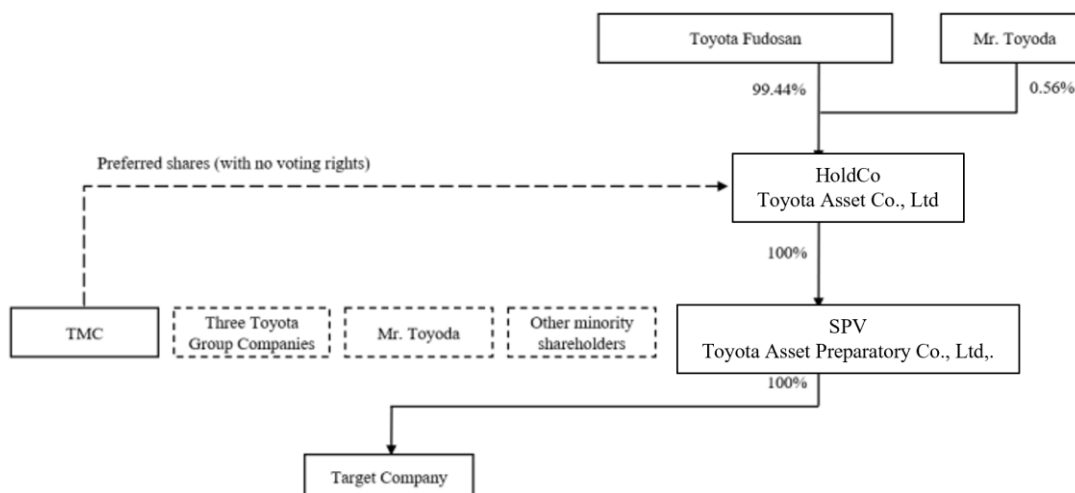 Toyota Fudosan
Mr. Toyoda
99.44%
0.56%
Preferred shares (with no voting rights)
HoldCo
Toyota Asset Co., Ltd
100%
TMC
Three Toyota
Group Companies
Mr. Toyoda
Other minority
shareholders
SPV
Toyota Asset Preparatory Co., Ltd,.
100%
Target Company